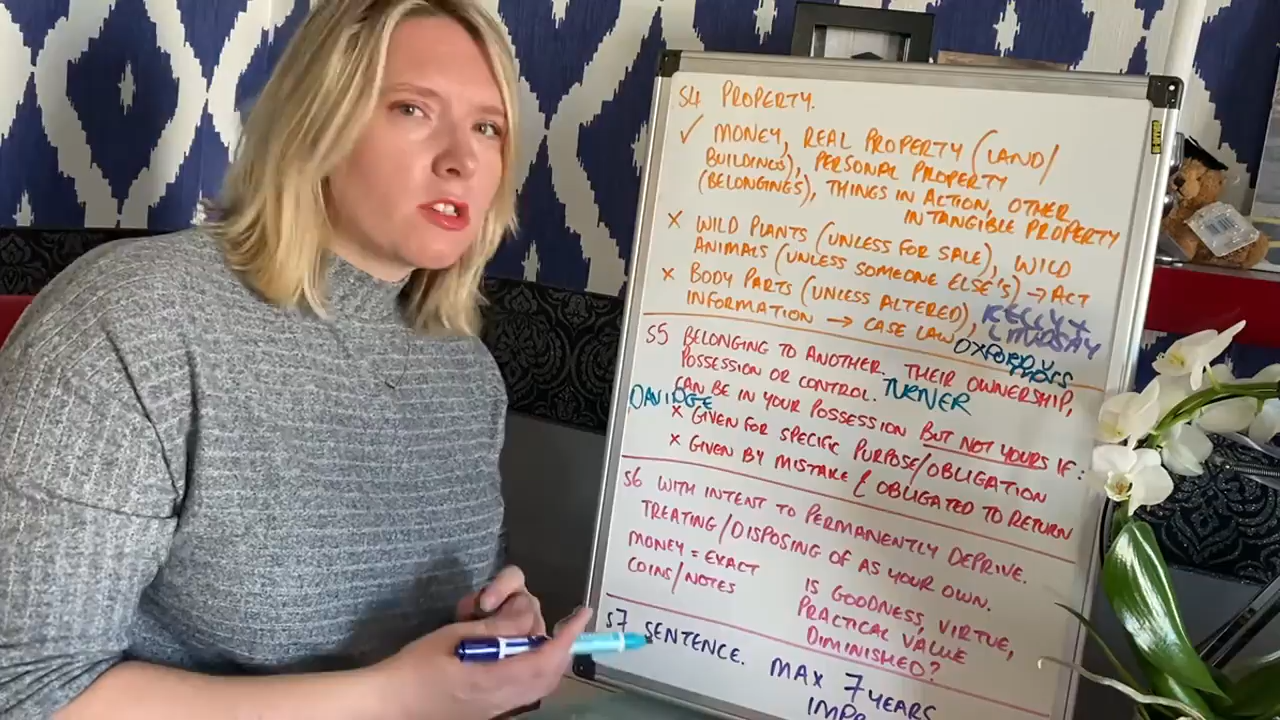 S4 PROPERTY.
✓ MONEY, REAL PROPERTY (LAND/
BUILDINGS), PERSONAL PROPERTY
(BELONGINGS), THINGS IN ACTION, OTHER
INTANGIBLE PROPERTY
X WILD PLANTS (UNLESS FOR SALE), WILD
ANIMALS (UNLESS SOMEONE ELSE'S) → ACT
X BODY PARTS (UNLESS ALTERED), KELLY +
LINDSAY
INFORMATION → CASE LAW OXFORD VS
MOSS
S5 BELONGING TO ANOTHER. THEIR OWNERSHIP,
POSSESSION OR CONTROL. TURNER
CAN BE IN YOUR POSSESSION BUT NOT YOURS IF:
DAVIDGE
X GIVEN FOR SPECIFIC PURPOSE/OBLIGATION
X GIVEN BY MISTAKE & OBLIGATED TO RETURN
S6 WITH INTENT TO PERMANENTLY DEPRIVE.
TREATING/DISPOSING OF AS YOUR OWN.
MONEY = EXACT
COINS/NOTES
IS GOODNESS, VIRTUE,
PRACTICAL VALUE
DIMINISHED?
S7 SENTENCE. MAX 7 YEARS